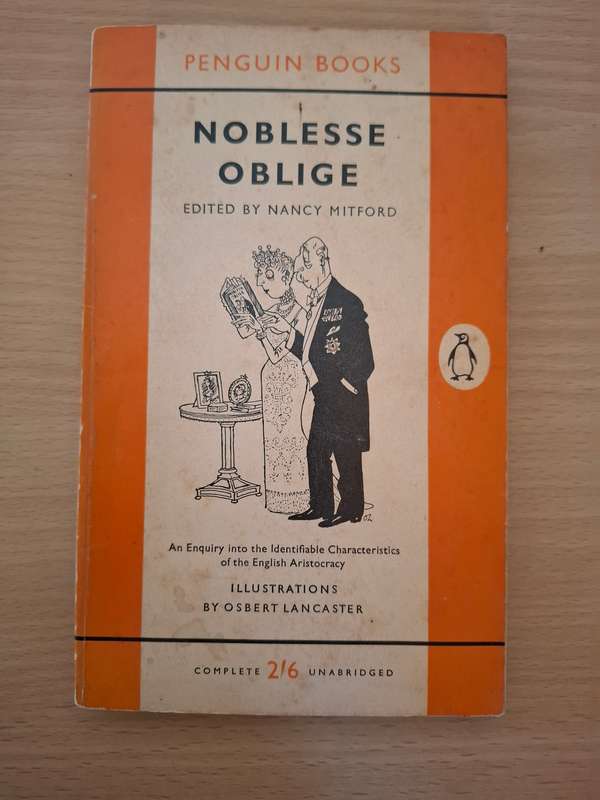 PENGUIN BOOKS
NOBLESSE
OBLIGE
EDITED BY NANCY MITFORD
OL
An Enquiry into the Identifiable Characteristics
of the English Aristocracy
ILLUSTRATIONS
BY OSBERT LANCASTER
COMPLETE 2/6 UNABRIDGED